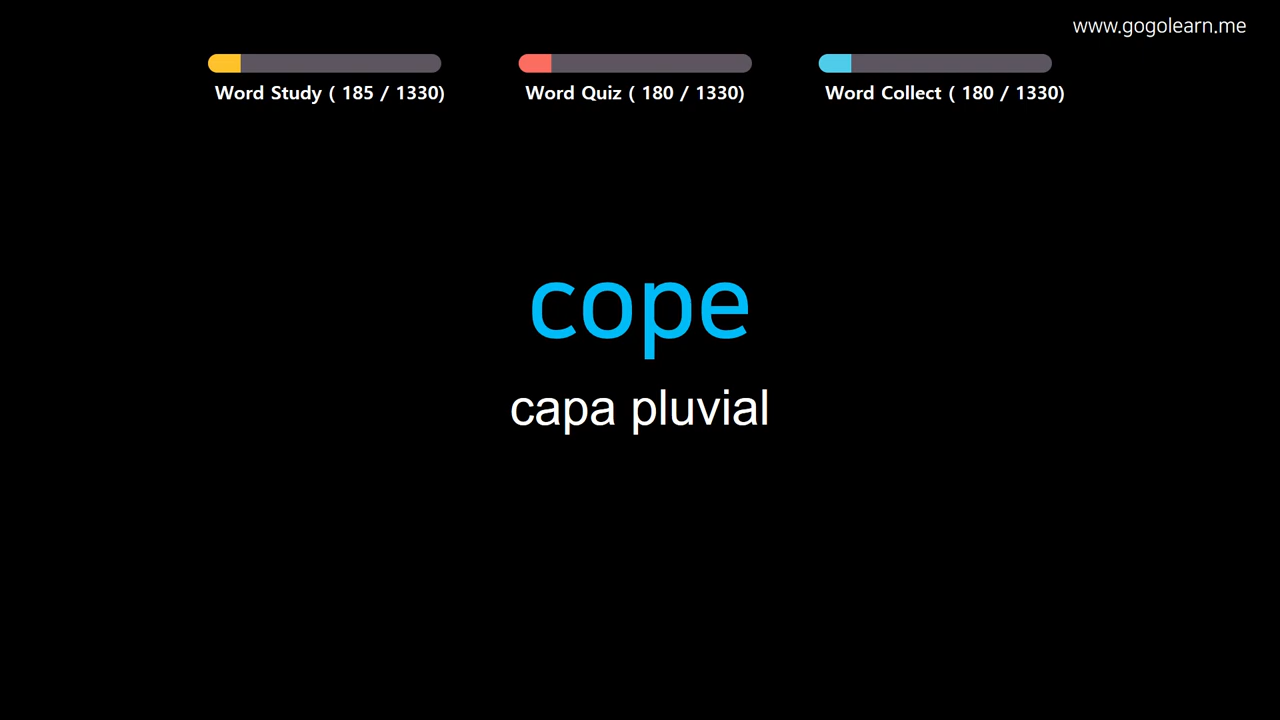 www.gogolearn.me
Word Study ( 185 / 1330)
Word Quiz ( 180 / 1330)
Word Collect ( 180 / 1330)
cope
capa pluvial